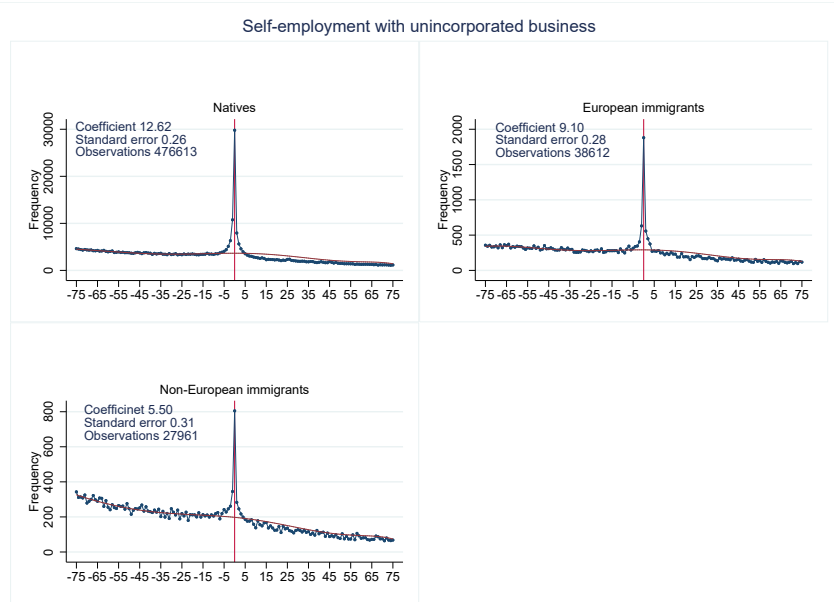 Self-employment with unincorporated business
Natives
Coefficient 12.62
Standard error 0.26
Observations 476613
Frequency
30000
20000
10000
0
-75 -65 -55 -45 -35 -25 -15 -5 5 15 25 35 45 55 65 75
European immigrants
Coefficient 9.10
Standard error 0.28
Observations 38612
Frequency
2000
1500
1000
500
0
-75 -65 -55 -45 -35 -25 -15 -5 5 15 25 35 45 55 65 75
Non-European immigrants
Coefficinet 5.50
Standard error 0.31
Observations 27961
Frequency
800
600
400
200
0
-75 -65 -55 -45 -35 -25 -15 -5 5 15 25 35 45 55 65 75